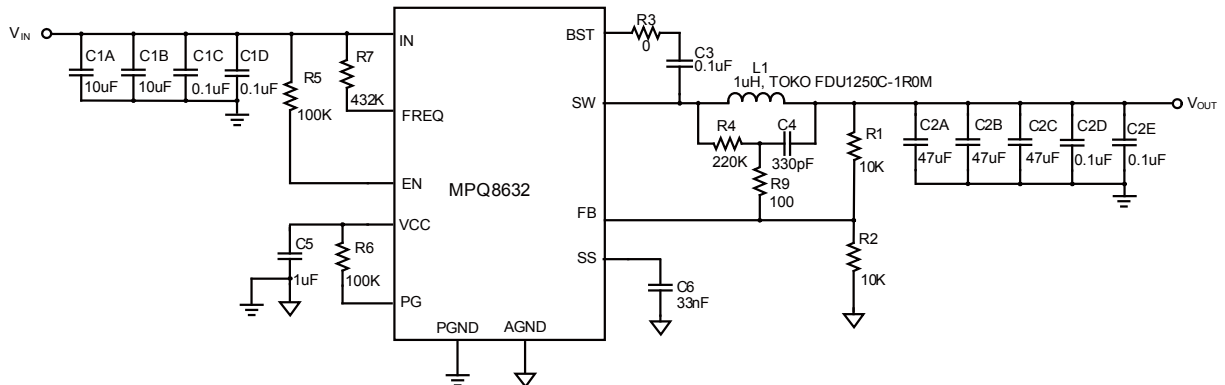 VIN
C1A
10uF
C1B
10uF
C1C
0.1uF
C1D
0.1uF
R5
100K
R7
432K
IN
FREQ
EN
VCC
PG
C5
1uF
R6
100K
MPQ8632
PGND
AGND
BST
SW
FB
SS
R3
0
C3
0.1uF
L1
1uH, TOKO FDU1250C-1R0M
R4
220K
C4
330pF
R9
100
R1
10K
R2
10K
C6
33nF
C2A
47uF
C2B
47uF
C2C
47uF
C2D
0.1uF
C2E
0.1uF
VOUT